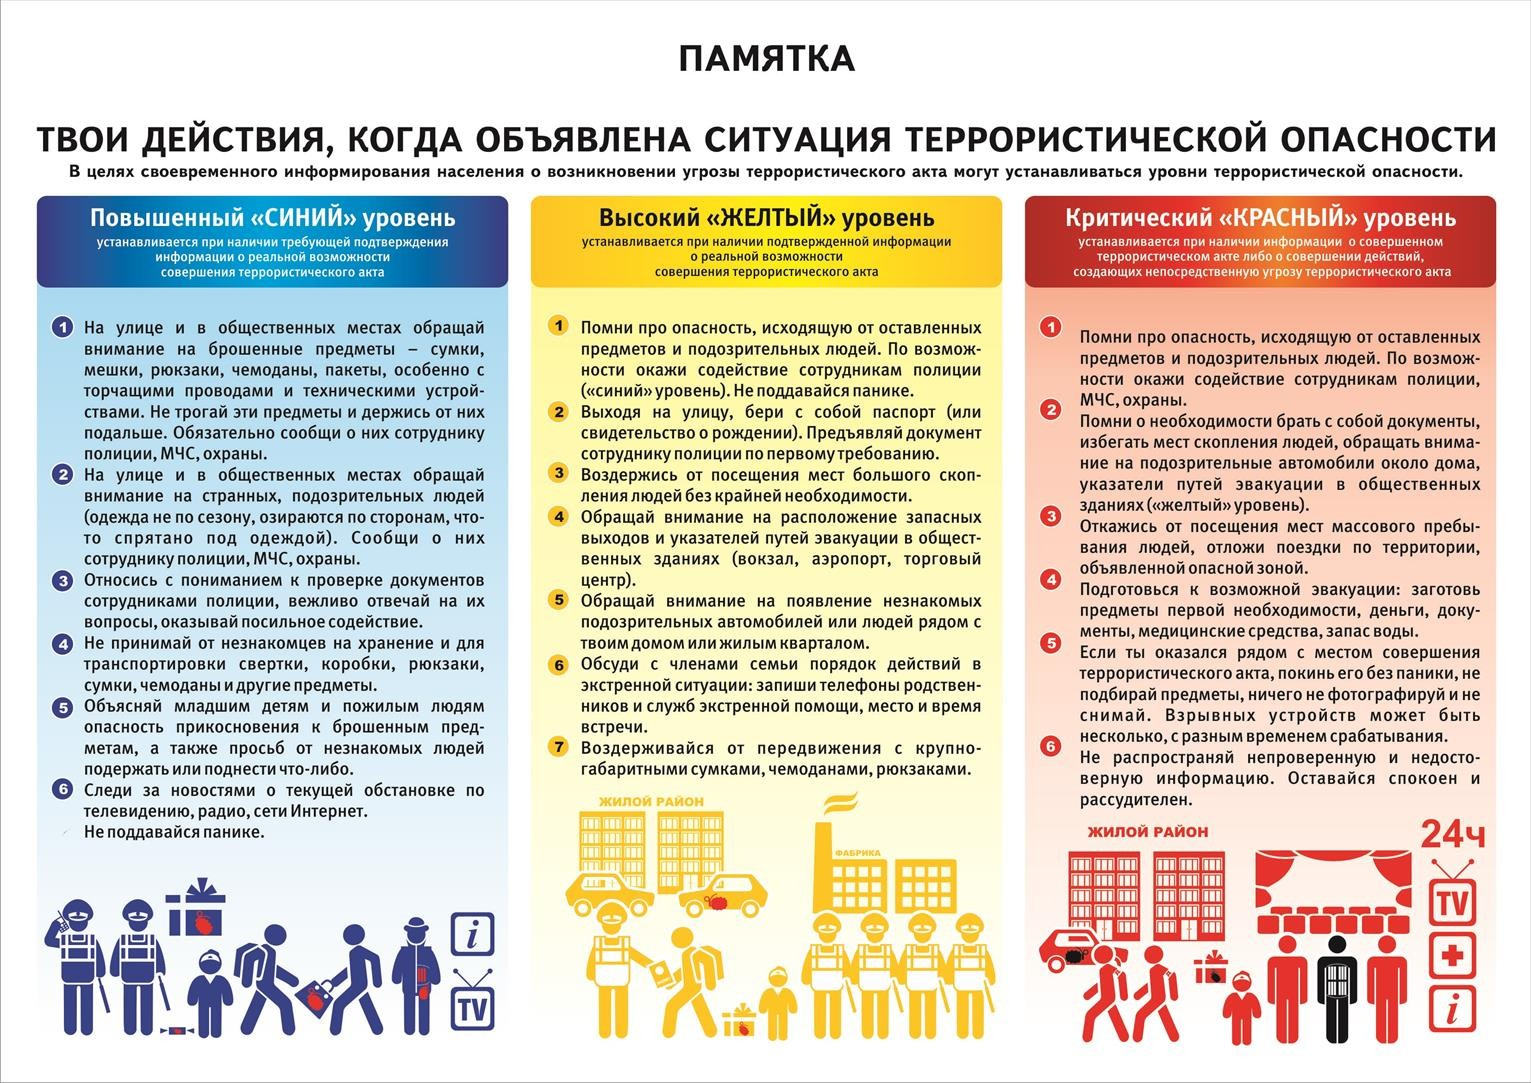 ПАМЯТКА
ТВОИ ДЕЙСТВИЯ, КОГДА ОБЪЯВЛЕНА СИТУАЦИЯ ТЕРРОРИСТИЧЕСКОЙ ОПАСНОСТИ
В целях своевременного информирования населения о возникновении угрозы террористического акта могут устанавливаться уровни террористической опасности.
Повышенный «СИНИЙ» уровень
устанавливается при наличии требующей подтверждения
информации о реальной возможности
совершения террористического акта
1 На улице и в общественных местах обращай
внимание на брошенные предметы – сумки,
мешки, рюкзаки, чемоданы, пакеты, особенно с
торчащими проводами и техническими устрой-
ствами. Не трогай эти предметы и держись от них
подальше. Обязательно сообщи о них сотруднику
полиции, МЧС, охраны.
2 На улице и в общественных местах обращай
внимание на странных, подозрительных людей
(одежда не по сезону, озираются по сторонам, что-
то спрятано под одеждой). Сообщи о них
сотруднику полиции, МЧС, охраны.
3 Относись с пониманием к проверке документов
сотрудниками полиции, вежливо отвечай на их
вопросы, оказывай посильное содействие.
4 Не принимай от незнакомцев на хранение и для
транспортировки свертки, коробки, рюкзаки,
сумки, чемоданы и другие предметы.
5 Объясняй младшим детям и пожилым людям
опасность прикосновения к брошенным пред-
метам, а также просьб от незнакомых людей
подержать или поднести что-либо.
6 Следи за новостями о текущей обстановке по
телевидению, радио, сети Интернет.
Не поддавайся панике.
i
TV
Высокий «ЖЕЛТЫЙ» уровень
устанавливается при наличии подтвержденной информации
о реальной возможности
совершения террористического акта
1 Помни про опасность, исходящую от оставленных
предметов и подозрительных людей. По возмож-
ности окажи содействие сотрудникам полиции
(«синий» уровень). Не поддавайся панике.
2 Выходя на улицу, бери с собой паспорт (или
свидетельство о рождении). Предъявляй документ
сотруднику полиции по первому требованию.
3 Воздержись от посещения мест большого скоп-
ления людей без крайней необходимости.
4 Обращай внимание на расположение запасных
выходов и указателей путей эвакуации в общест-
венных зданиях (вокзал, аэропорт, торговый
центр).
5 Обращай внимание на появление незнакомых
подозрительных автомобилей или людей рядом с
твоим домом или жилым кварталом.
6 Обсуди с членами семьи порядок действий в
экстренной ситуации: запиши телефоны родствен-
ников и служб экстренной помощи, место и время
встречи.
7 Воздерживайся от передвижения с крупно-
габаритными сумками, чемоданами, рюкзаками.
ЖИЛОЙ РАЙОН
ФАБРИКА
Критический «КРАСНЫЙ» уровень
устанавливается при наличии информации о совершенном
террористическом акте либо о совершении действий,
создающих непосредственную угрозу террористического акта
1 Помни про опасность, исходящую от оставленных
предметов и подозрительных людей. По возмож-
ности окажи содействие сотрудникам полиции,
МЧС, охраны.
2 Помни о необходимости брать с собой документы,
избегать мест скопления людей, обращать внима-
ние на подозрительные автомобили около дома,
указатели путей эвакуации в общественных
зданиях («желтый» уровень).
3 Откажись от посещения мест массового пребы-
вания людей, отложи поездки по территории,
объявленной опасной зоной.
4 Подготовься к возможной эвакуации: заготовь
предметы первой необходимости, деньги, доку-
менты, медицинские средства, запас воды.
5 Если ты оказался рядом с местом совершения
террористического акта, покинь его без паники, не
подбирай предметы, ничего не фотографируй и не
снимай. Взрывных устройств может быть
несколько, с разным временем срабатывания.
6 Не распространяй непроверенную и недосто-
верную информацию. Оставайся спокоен и
рассудителен.
ЖИЛОЙ РАЙОН
24ч
TV
i